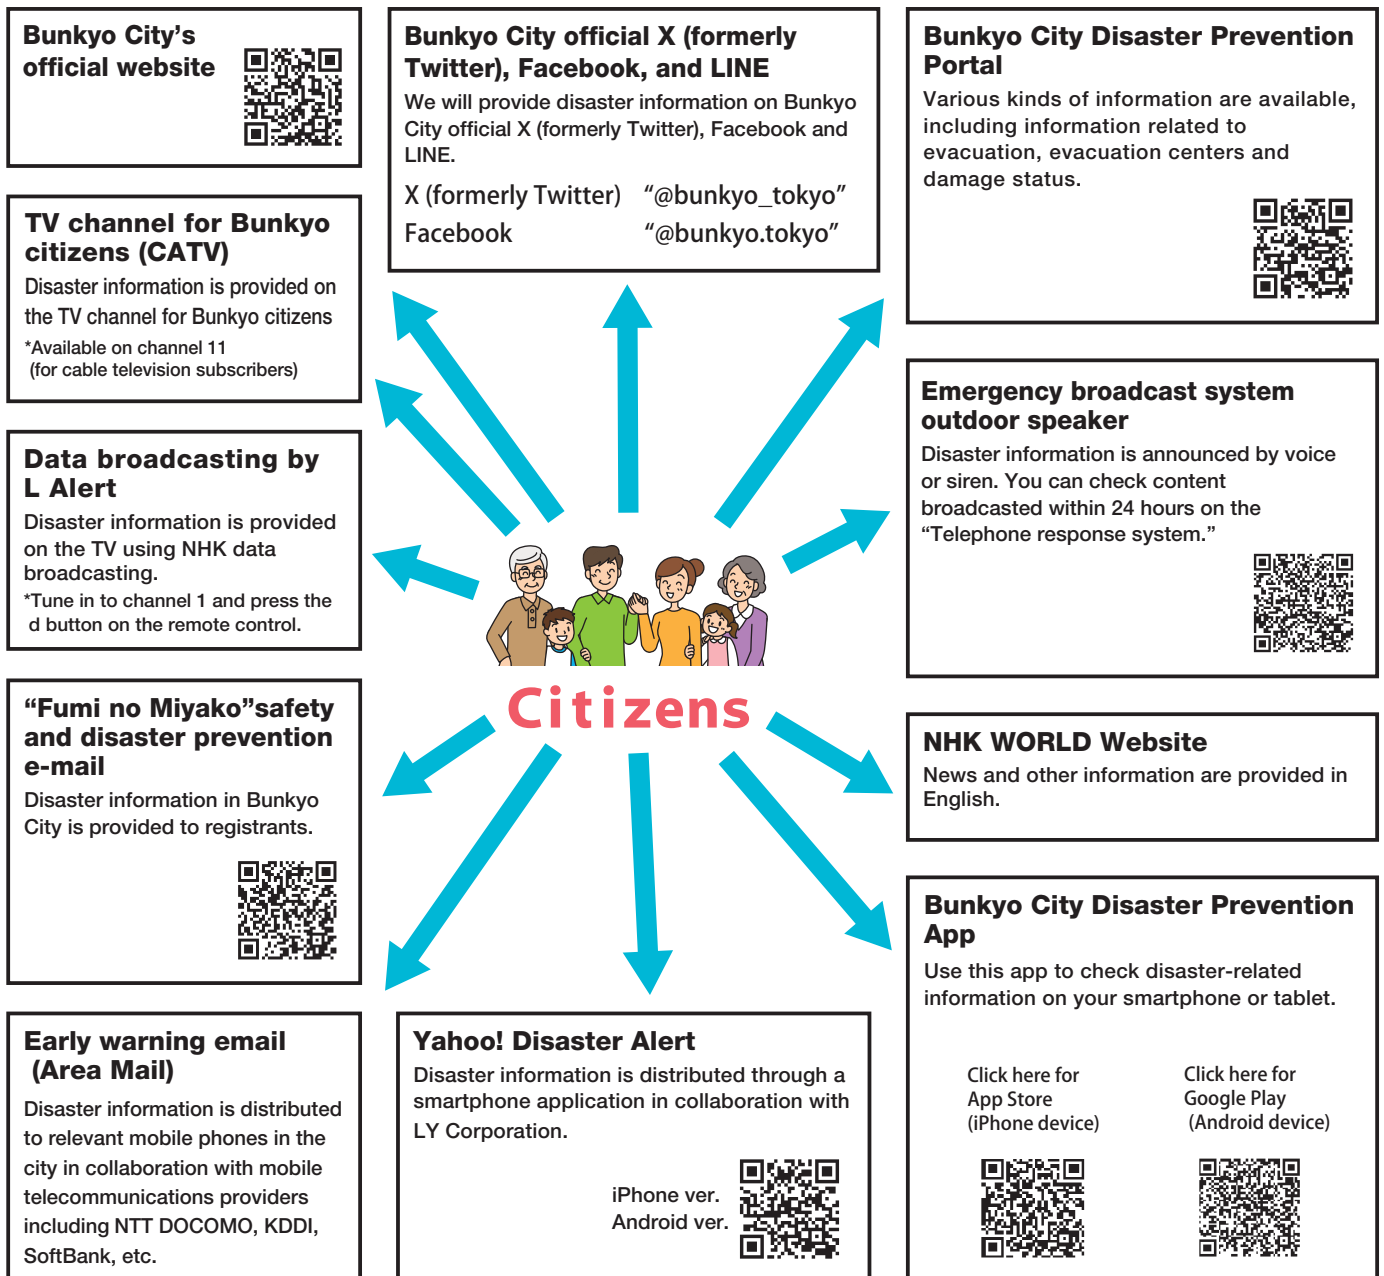 Bunkyo City's
official website
TV channel for Bunkyo
citizens (CATV)
Disaster information is provided on
the TV channel for Bunkyo citizens
*Available on channel 11
(for cable television subscribers)
Data broadcasting by
L Alert
Disaster information is provided
on the TV using NHK data
broadcasting.
*Tune in to channel 1 and press the
d button on the remote control.
“Fumi no Miyako”safety
and disaster prevention
e-mail
Disaster information in Bunkyo
City is provided to registrants.
Early warning email
(Area Mail)
Disaster information is distributed
to relevant mobile phones in the
city in collaboration with mobile
telecommunications providers
including NTT DOCOMO, KDDI,
SoftBank, etc.
Bunkyo City official X (formerly
Twitter), Facebook, and LINE
We will provide disaster information on Bunkyo
City official X (formerly Twitter), Facebook and
LINE.
X (formerly Twitter) “@bunkyo_tokyo”
Facebook “@bunkyo.tokyo”
Citizens
Yahoo! Disaster Alert
Disaster information is distributed through a
smartphone application in collaboration with
LY Corporation.
iPhone ver.
Android ver.
Bunkyo City Disaster Prevention
Portal
Various kinds of information are available,
including information related to
evacuation, evacuation centers and
damage status.
Emergency broadcast system
outdoor speaker
Disaster information is announced by voice
or siren. You can check content
broadcasted within 24 hours on the
“Telephone response system.”
NHK WORLD Website
News and other information are provided in
English.
Bunkyo City Disaster Prevention
App
Use this app to check disaster-related
information on your smartphone or tablet.
Click here for
App Store
(iPhone device)
Click here for
Google Play
(Android device)